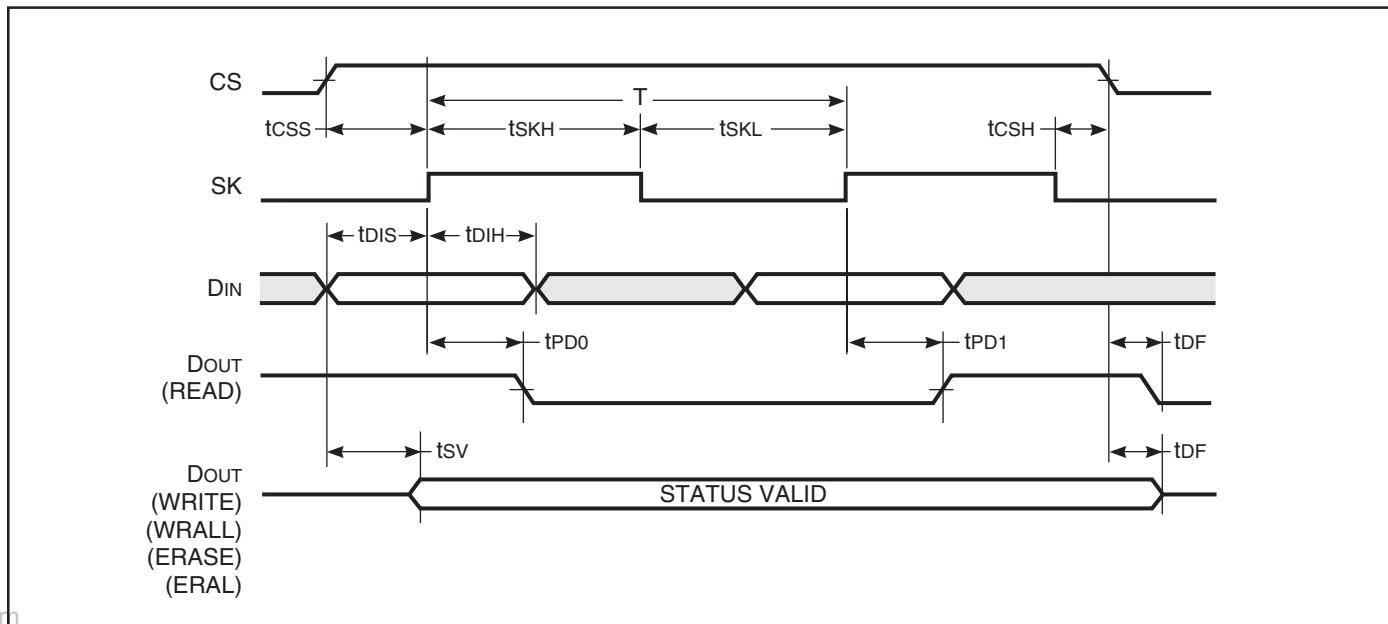 CS
T
tCSS
tSKH
tSKL
tCSH
SK
tDIS
tDIH
DIN
tPD0
tPD1
tDF
DOUT
(READ)
tSV
tDF
DOUT
(WRITE)
(WRALL)
(ERASE)
(ERAL)
STATUS VALID
m